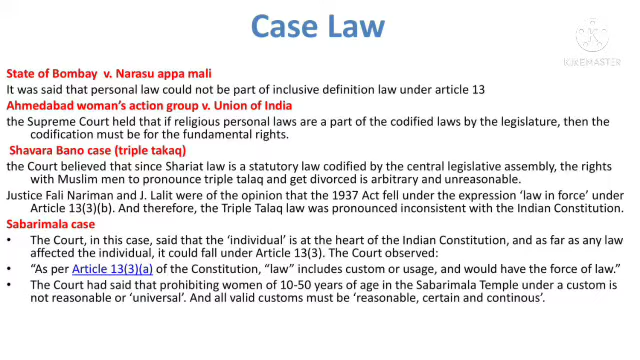 Case Law
KINEMASTER
State of Bombay v. Narasu appa mali
It was said that personal law could not be part of inclusive definition law under article 13
Ahmedabad woman's action group v. Union of India
the Supreme Court held that if religious personal laws are a part of the codified laws by the legislature, then the
codification must be for the fundamental rights.
Shavara Bano case (triple takaq)
the Court believed that since Shariat law is a statutory law codified by the central legislative assembly, the rights
with Muslim men to pronounce triple talaq and get divorced is arbitrary and unreasonable.
Justice Fali Nariman and J. Lalit were of the opinion that the 1937 Act fell under the expression 'law in force' under
Article 13(3)(b). And therefore, the Triple Talaq law was pronounced inconsistent with the Indian Constitution.
Sabarimala case
• The Court, in this case, said that the 'individual' is at the heart of the Indian Constitution, and as far as any law
affected the individual, it could fall under Article 13(3). The Court observed:
• "As per Article 13(3)(a) of the Constitution, "law" includes custom or usage, and would have the force of law."
• The Court had said that prohibiting women of 10-50 years of age in the Sabarimala Temple under a custom is
not reasonable or 'universal'. And all valid customs must be 'reasonable, certain and continous'.